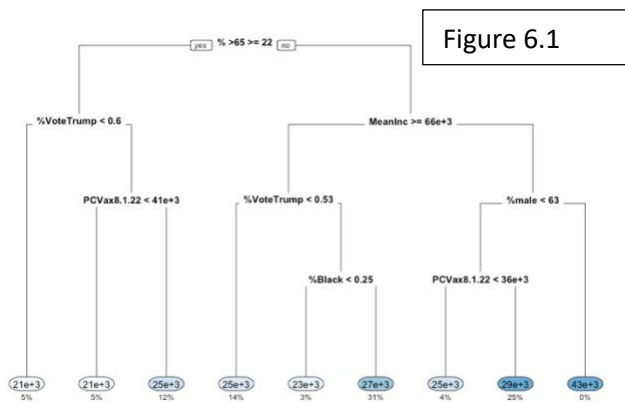 Figure 6.1
yes % >65 >= 22 no
%VoteTrump < 0.6
MeanInc >= 66e+3
PCVax8.1.22 < 41e+3
%VoteTrump < 0.53
%male < 63
%Black < 0.25
PCVax8.1.22 < 36e+3
21e+3 21e+3 25e+3 25e+3 23e+3 27e+3 25e+3 29e+3 43e+3
5% 5% 12% 14% 3% 31% 4% 25% 0%